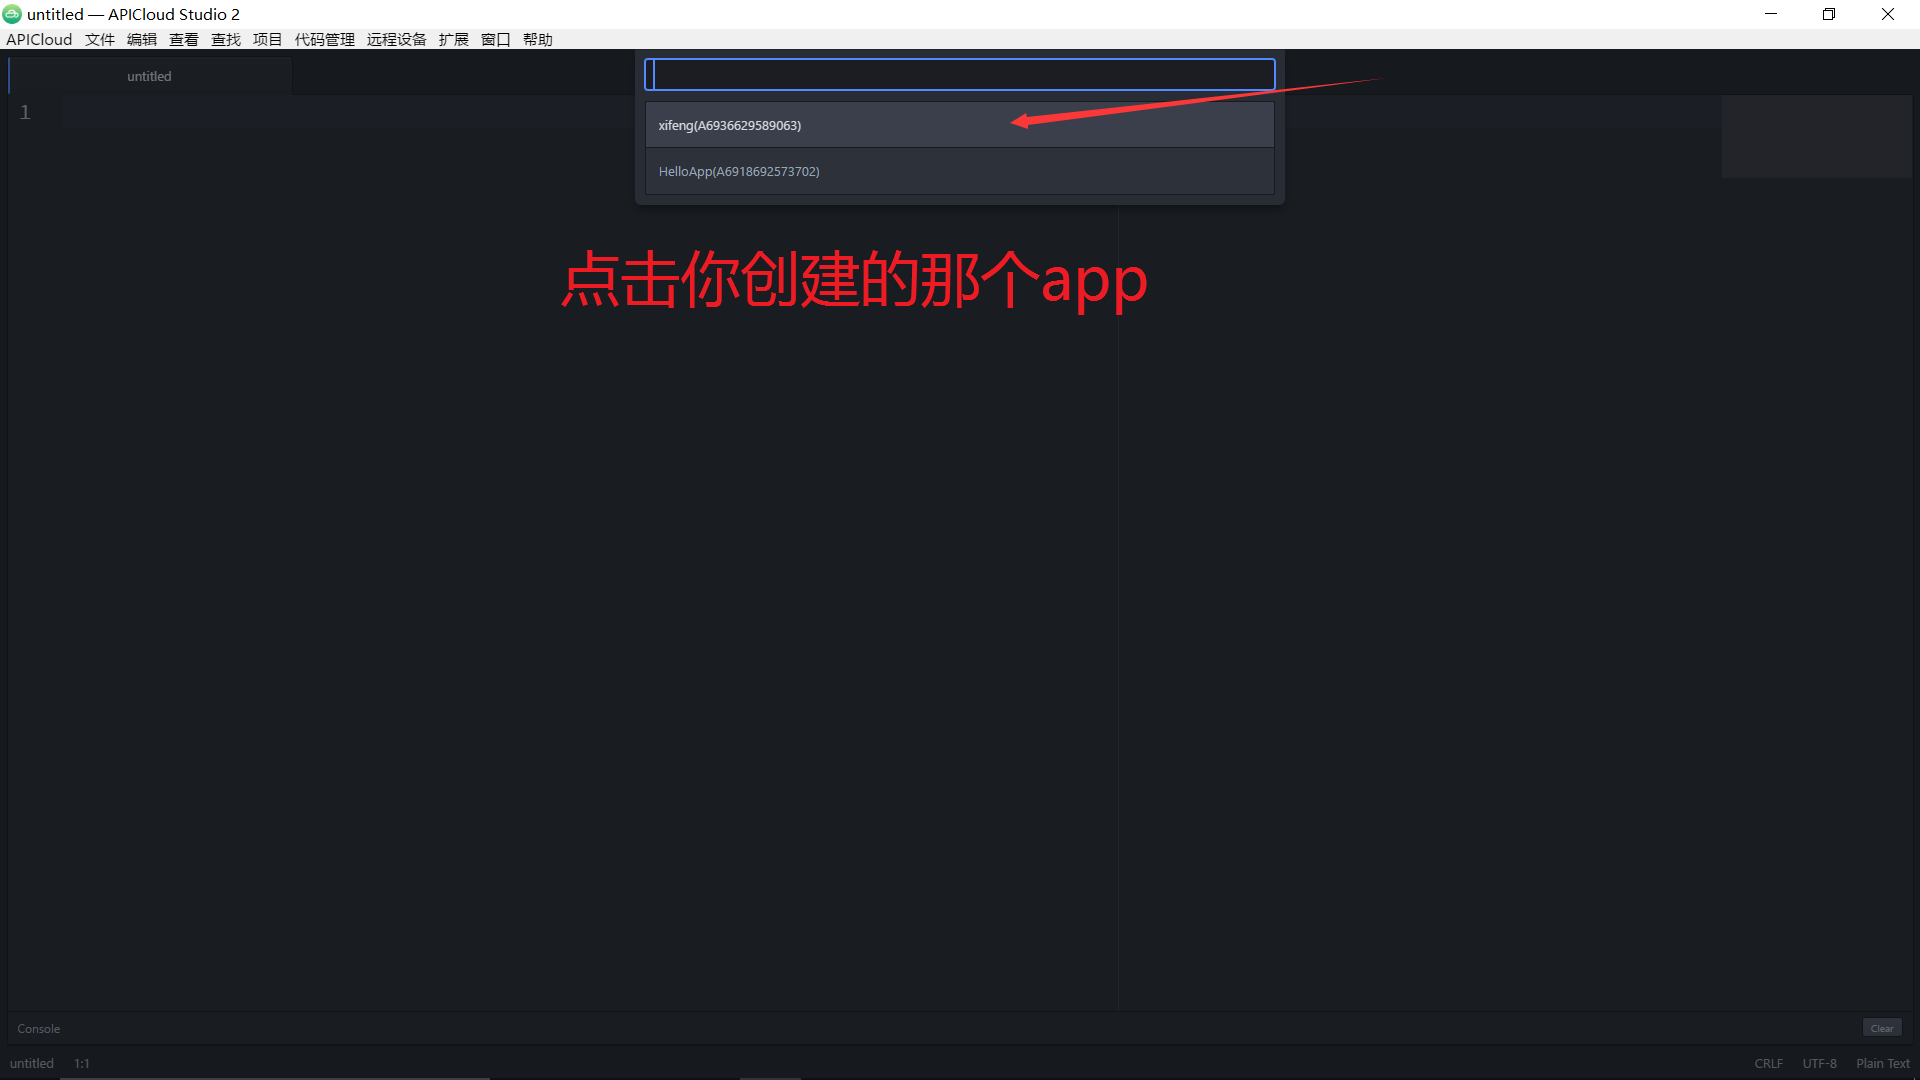 untitled — APICloud Studio 2
APICloud 文件 编辑 查看 查找 项目 代码管理 远程设备 扩展 窗口 帮助
untitled
1
xifeng(A6936629589063)
HelloApp(A6918692573702)
点击你创建的那个app
Console
Clear
untitled 1:1
CRLF UTF-8 Plain Text